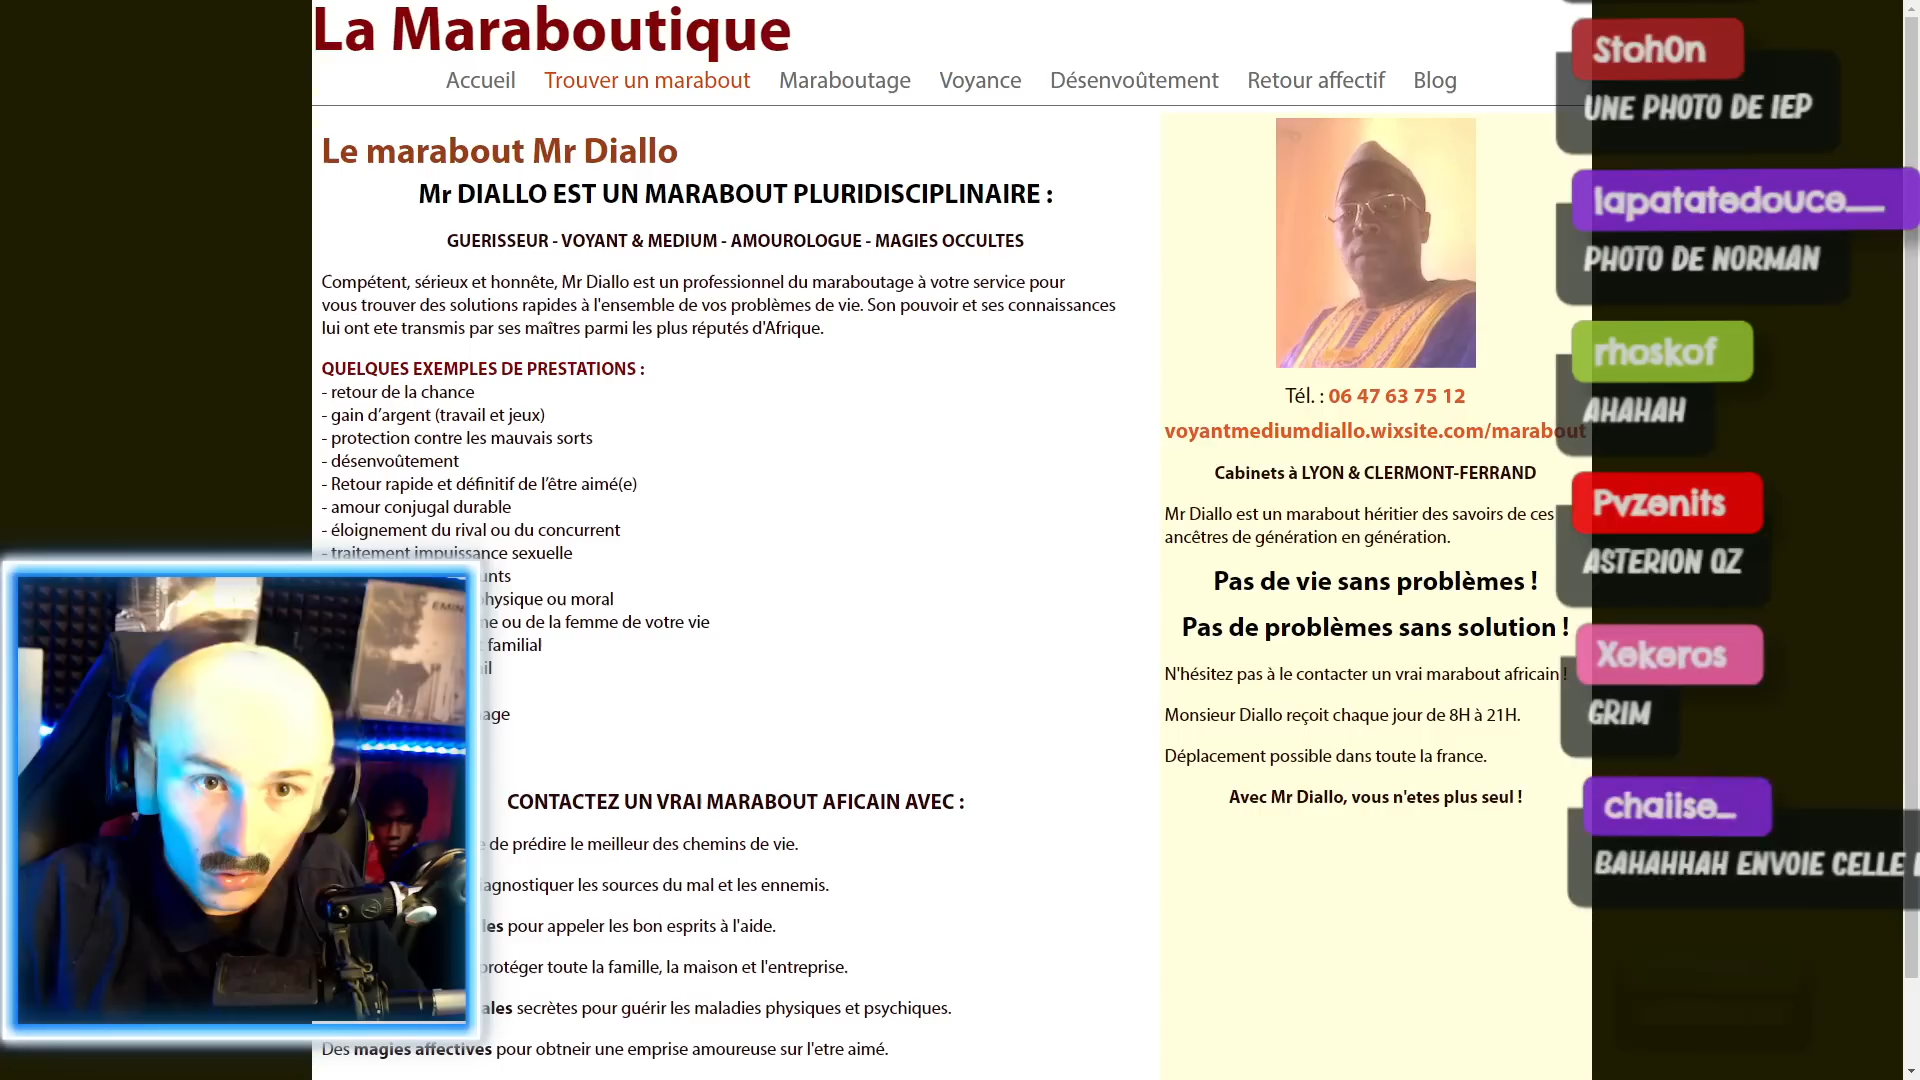 La Maraboutique
Accueil Trouver un marabout Maraboutage Voyance Désenvoûtement Retour affectif Blog
Le marabout Mr Diallo
Mr DIALLO EST UN MARABOUT PLURIDISCIPLINAIRE :
GUERISSEUR - VOYANT & MEDIUM - AMOUROLOGUE - MAGIES OCCULTES
Compétent, sérieux et honnête, Mr Diallo est un professionnel du maraboutage à votre service pour
vous trouver des solutions rapides à l'ensemble de vos problèmes de vie. Son pouvoir et ses connaissances
lui ont ete transmis par ses maîtres parmi les plus réputés d'Afrique.
QUELQUES EXEMPLES DE PRESTATIONS :
- retour de la chance
- gain d’argent (travail et jeux)
- protection contre les mauvais sorts
- désenvoûtement
- Retour rapide et définitif de l’être aimé(e)
- amour conjugal durable
- éloignement du rival ou du concurrent
- traitement impuissance sexuelle
unts
physique ou moral
ne ou de la femme de votre vie
familial
il
age
CONTACTEZ UN VRAI MARABOUT AFICAIN AVEC :
de prédire le meilleur des chemins de vie.
iagnostiquer les sources du mal et les ennemis.
les pour appeler les bon esprits à l'aide.
protéger toute la famille, la maison et l'entreprise.
ales secrètes pour guérir les maladies physiques et psychiques.
Des magies affectives pour obtneir une emprise amoureuse sur l'etre aimé.
Tél. : 06 47 63 75 12
voyantmediumdiallo.wixsite.com/marabout
Cabinets à LYON & CLERMONT-FERRAND
Mr Diallo est un marabout héritier des savoirs de ces
ancêtres de génération en génération.
Pas de vie sans problèmes !
Pas de problèmes sans solution !
N'hésitez pas à le contacter un vrai marabout africain !
Monsieur Diallo reçoit chaque jour de 8H à 21H.
Déplacement possible dans toute la france.
Avec Mr Diallo, vous n'etes plus seul !
Stoh0n
UNE PHOTO DE IEP
lapatatedouce__
PHOTO DE NORMAN
rhoskof
AHAHAH
Pvzenits
ASTERION QZ
Xekeros
GRIM
chaiise_
BAHAHHAH ENVOIE CELLE
EMIN